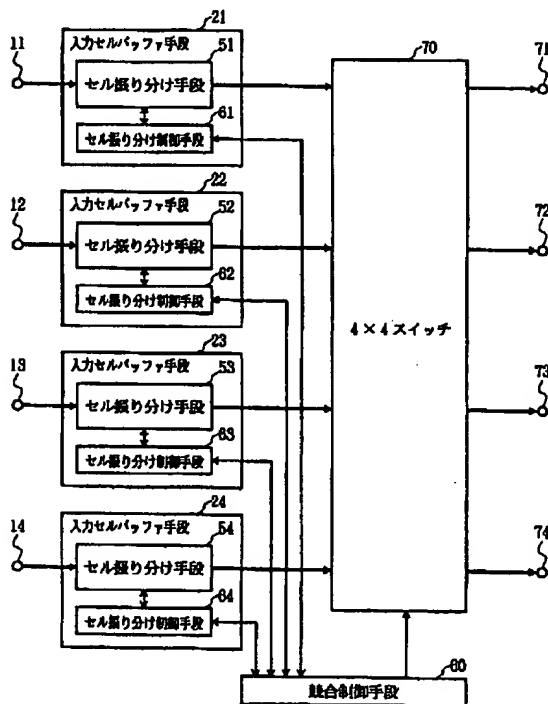 21
入力セルバッファ手段
11
51
セル振り分け手段
61
セル振り分け制御手段
70
71
22
入力セルバッファ手段
12
52
セル振り分け手段
62
セル振り分け制御手段
72
4×4スイッチ
23
入力セルバッファ手段
13
53
セル振り分け手段
63
セル振り分け制御手段
73
24
入力セルバッファ手段
14
54
セル振り分け手段
64
セル振り分け制御手段
74
60
競合制御手段